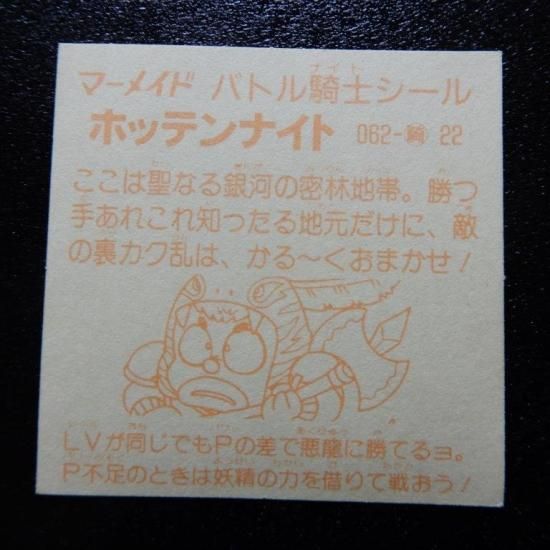 マーメイド バトル騎士シール
ホッテンナイト 062-騎 22
ここは聖なる銀河の密林地帯。勝つ
手あれこれ知ったる地元だけに、敵
の裏カク乱は、かる〜くおまかせ!
LVが同じでもPの差で悪龍に勝てるヨ。
P不足のときは妖精の力を借りて戦おう!